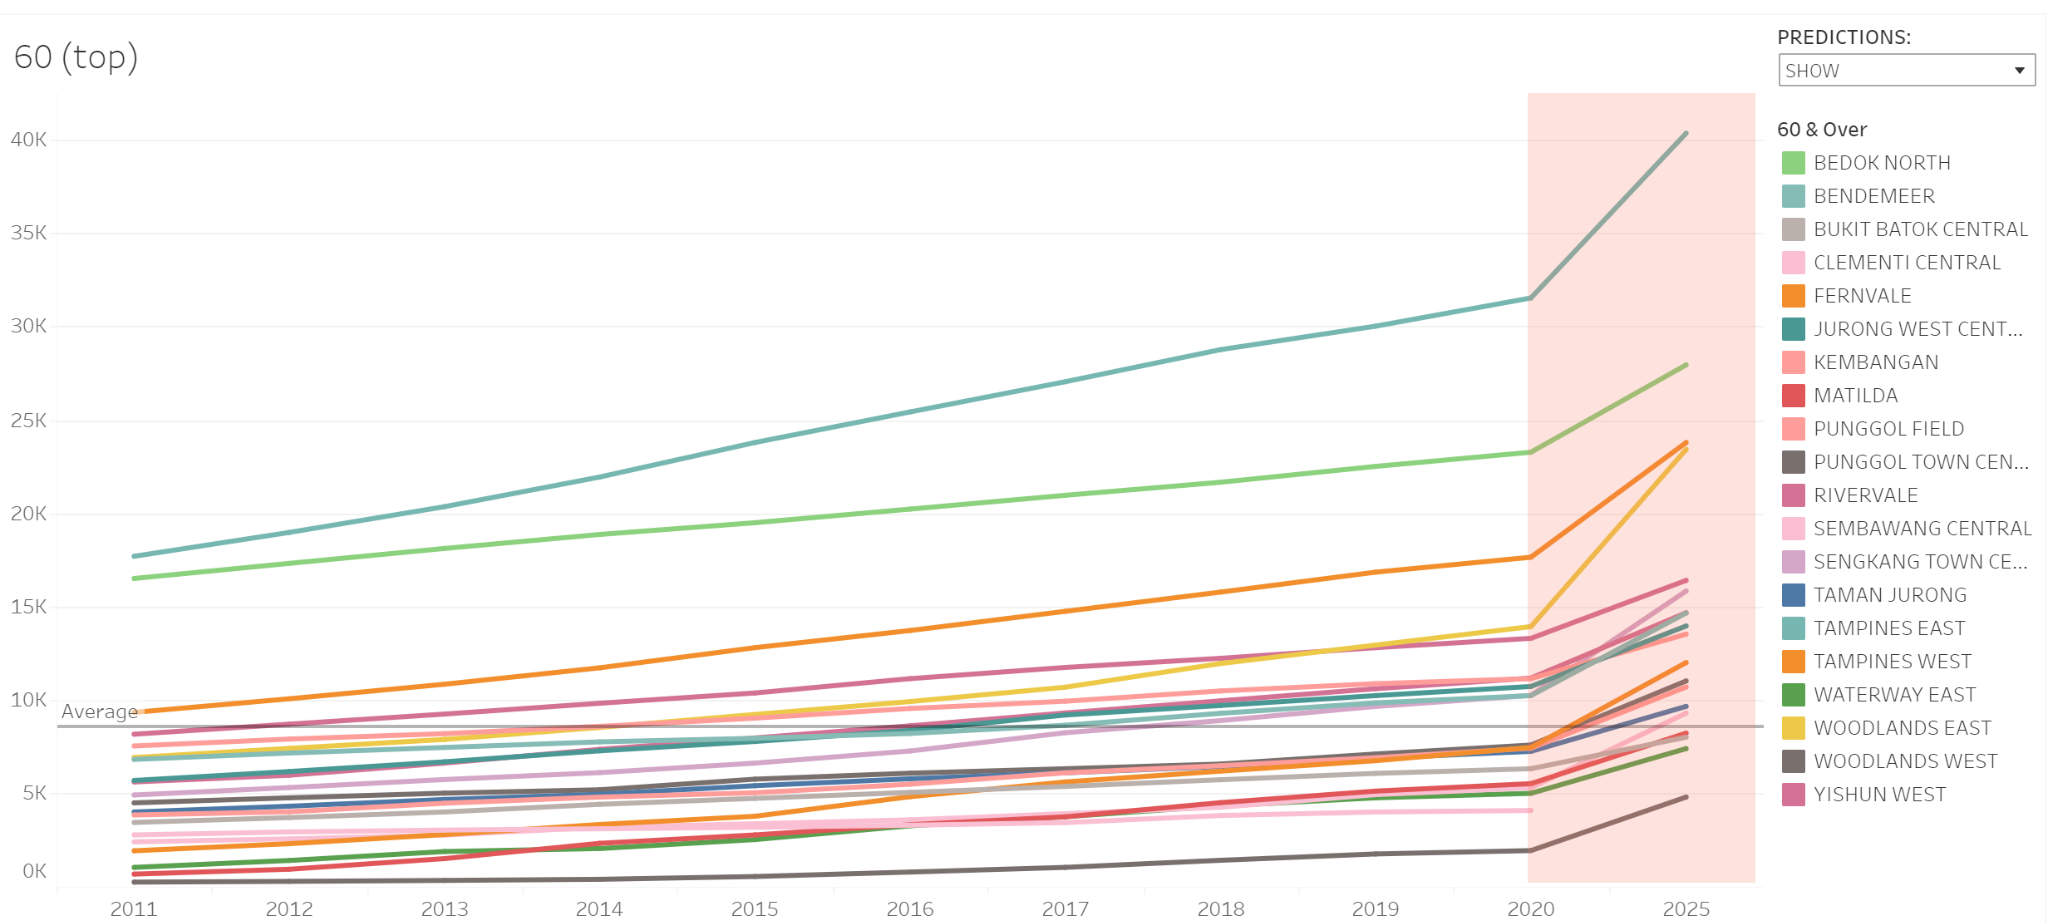 60 (top)
PREDICTIONS:
SHOW
60 & Over
BEDOK NORTH
BENDEMEER
BUKIT BATOK CENTRAL
CLEMENTI CENTRAL
FERNVALE
JURONG WEST CENT...
KEMBANGAN
MATILDA
PUNGGOL FIELD
PUNGGOL TOWN CEN...
RIVERVALE
SEMBAWANG CENTRAL
SENGKANG TOWN CE...
TAMAN JURONG
TAMPINES EAST
TAMPINES WEST
WATERWAY EAST
WOODLANDS EAST
WOODLANDS WEST
YISHUN WEST
40K
35K
30K
25K
20K
15K
10K
Average
5K
0K
2011 2012 2013 2014 2015 2016 2017 2018 2019 2020 2025